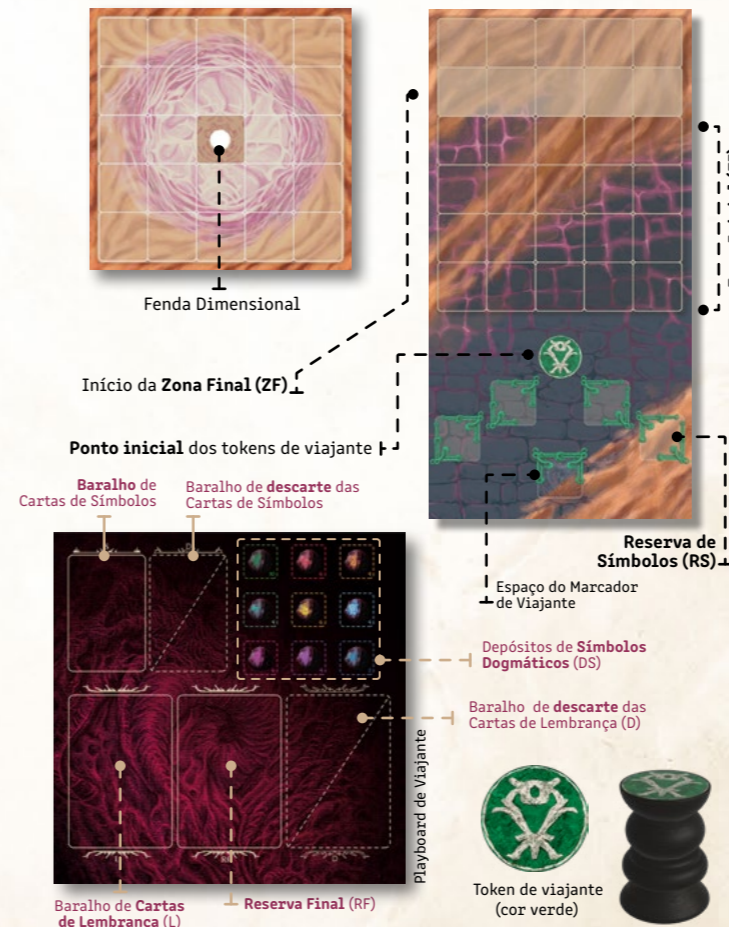 Fenda Dimensional
Início da Zona Final (ZF)
Ponto inicial dos tokens de viajante
Reserva de
Símbolos (RS)
Espaço do Marcador
de Viajante
Baralho de
Cartas de Símbolos
Baralho de descarte das
Cartas de Símbolos
Depósitos de Símbolos
Dogmáticos (DS)
Baralho de descarte das
Cartas de Lembrança (D)
Playboard de Viajante
Baralho de Cartas
de Lembrança (L)
Reserva Final (RF)
Token de viajante
(cor verde)